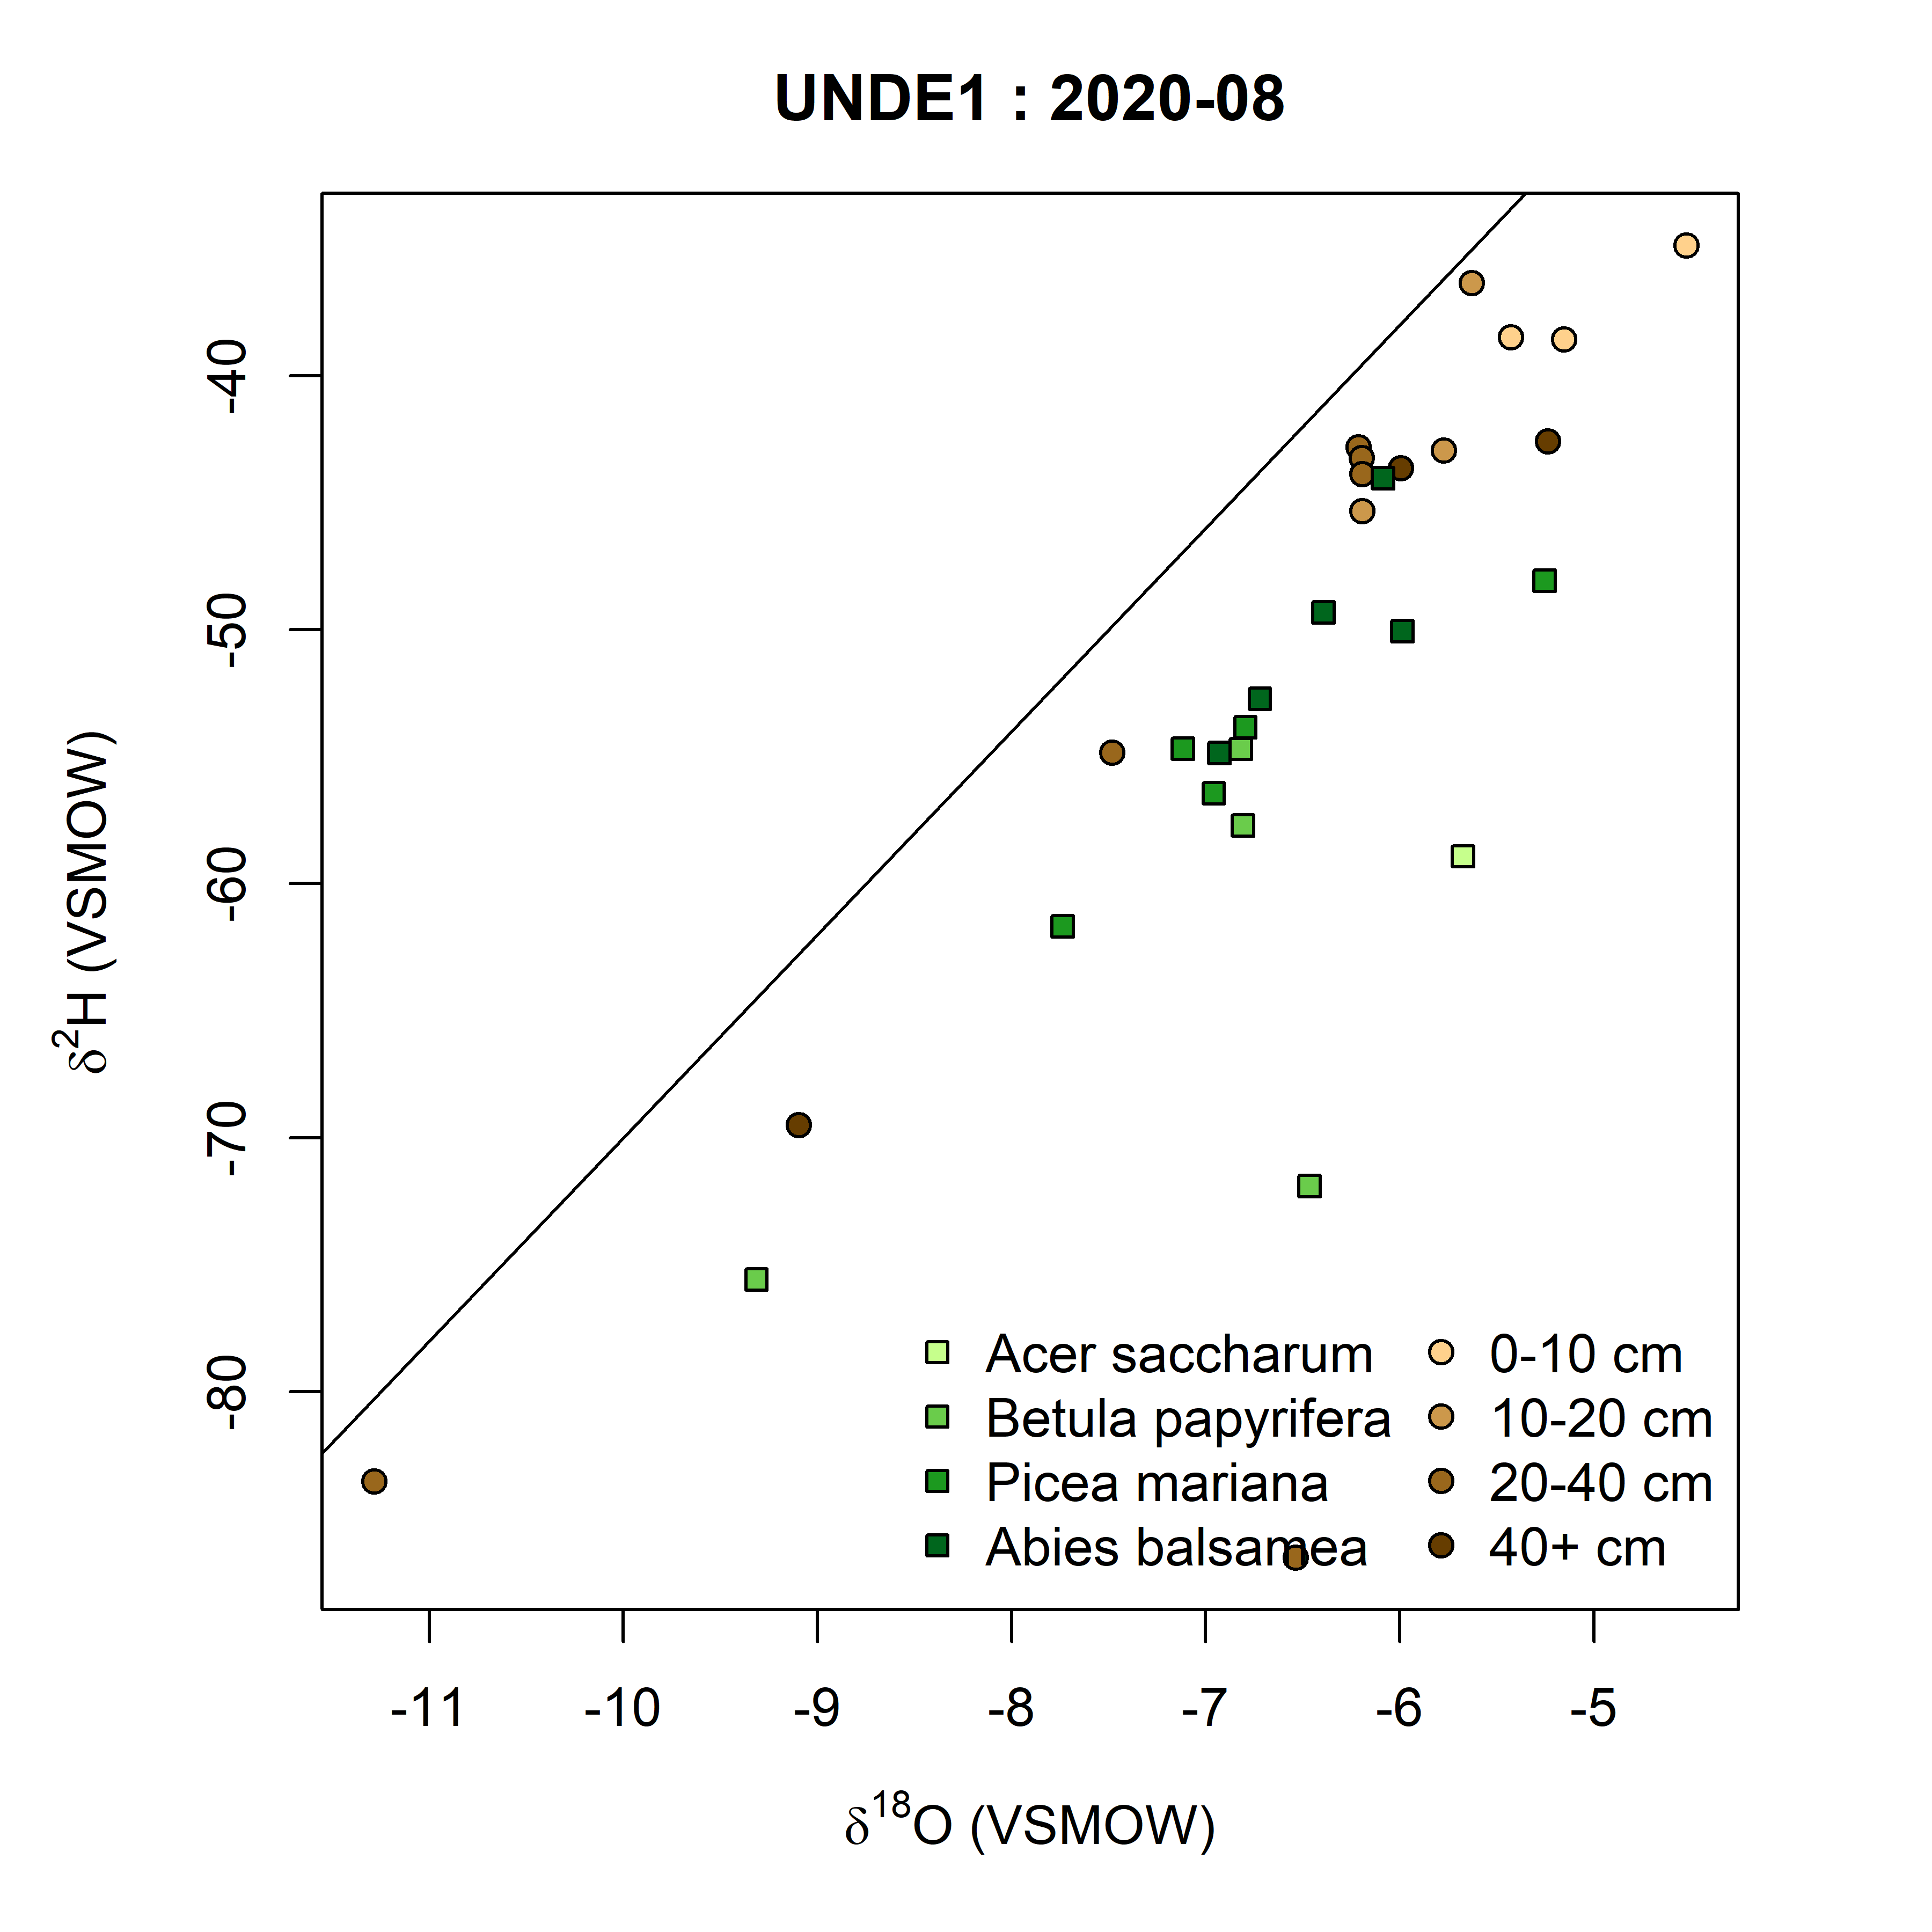 UNDE1 : 2020-08
-40
-50
-60
-70
-80
δ²H (VSMOW)
Acer saccharum
Betula papyrifera
Picea mariana
Abies balsamea
0-10 cm
10-20 cm
20-40 cm
40+ cm
-11 -10 -9 -8 -7 -6 -5
δ¹⁸O (VSMOW)